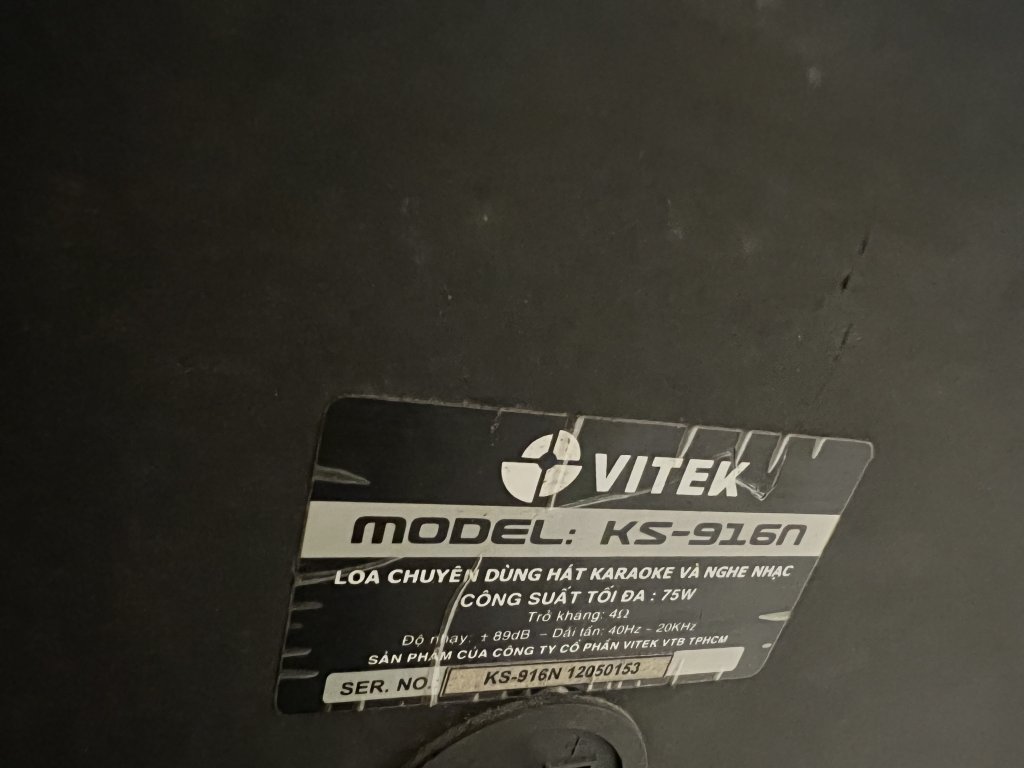 VITEK
MODEL: KS-916N
LOA CHUYÊN DÙNG HÁT KARAOKE VÀ NGHE NHẠC
CÔNG SUẤT TỐI ĐA : 75W
Trở kháng: 4Ω
Độ nhạy: ± 89dB – Dải tần: 40Hz – 20KHz
SẢN PHẨM CỦA CÔNG TY CỔ PHẦN VITEK VTB TPHCM
SER. NO. KS-916N 12050153